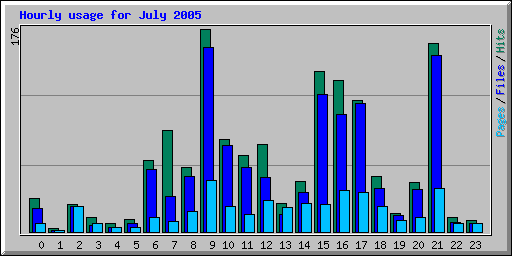 Hourly usage for July 2005
176
Pages / Files / Hits
0 1 2 3 4 5 6 7 8 9 10 11 12 13 14 15 16 17 18 19 20 21 22 23